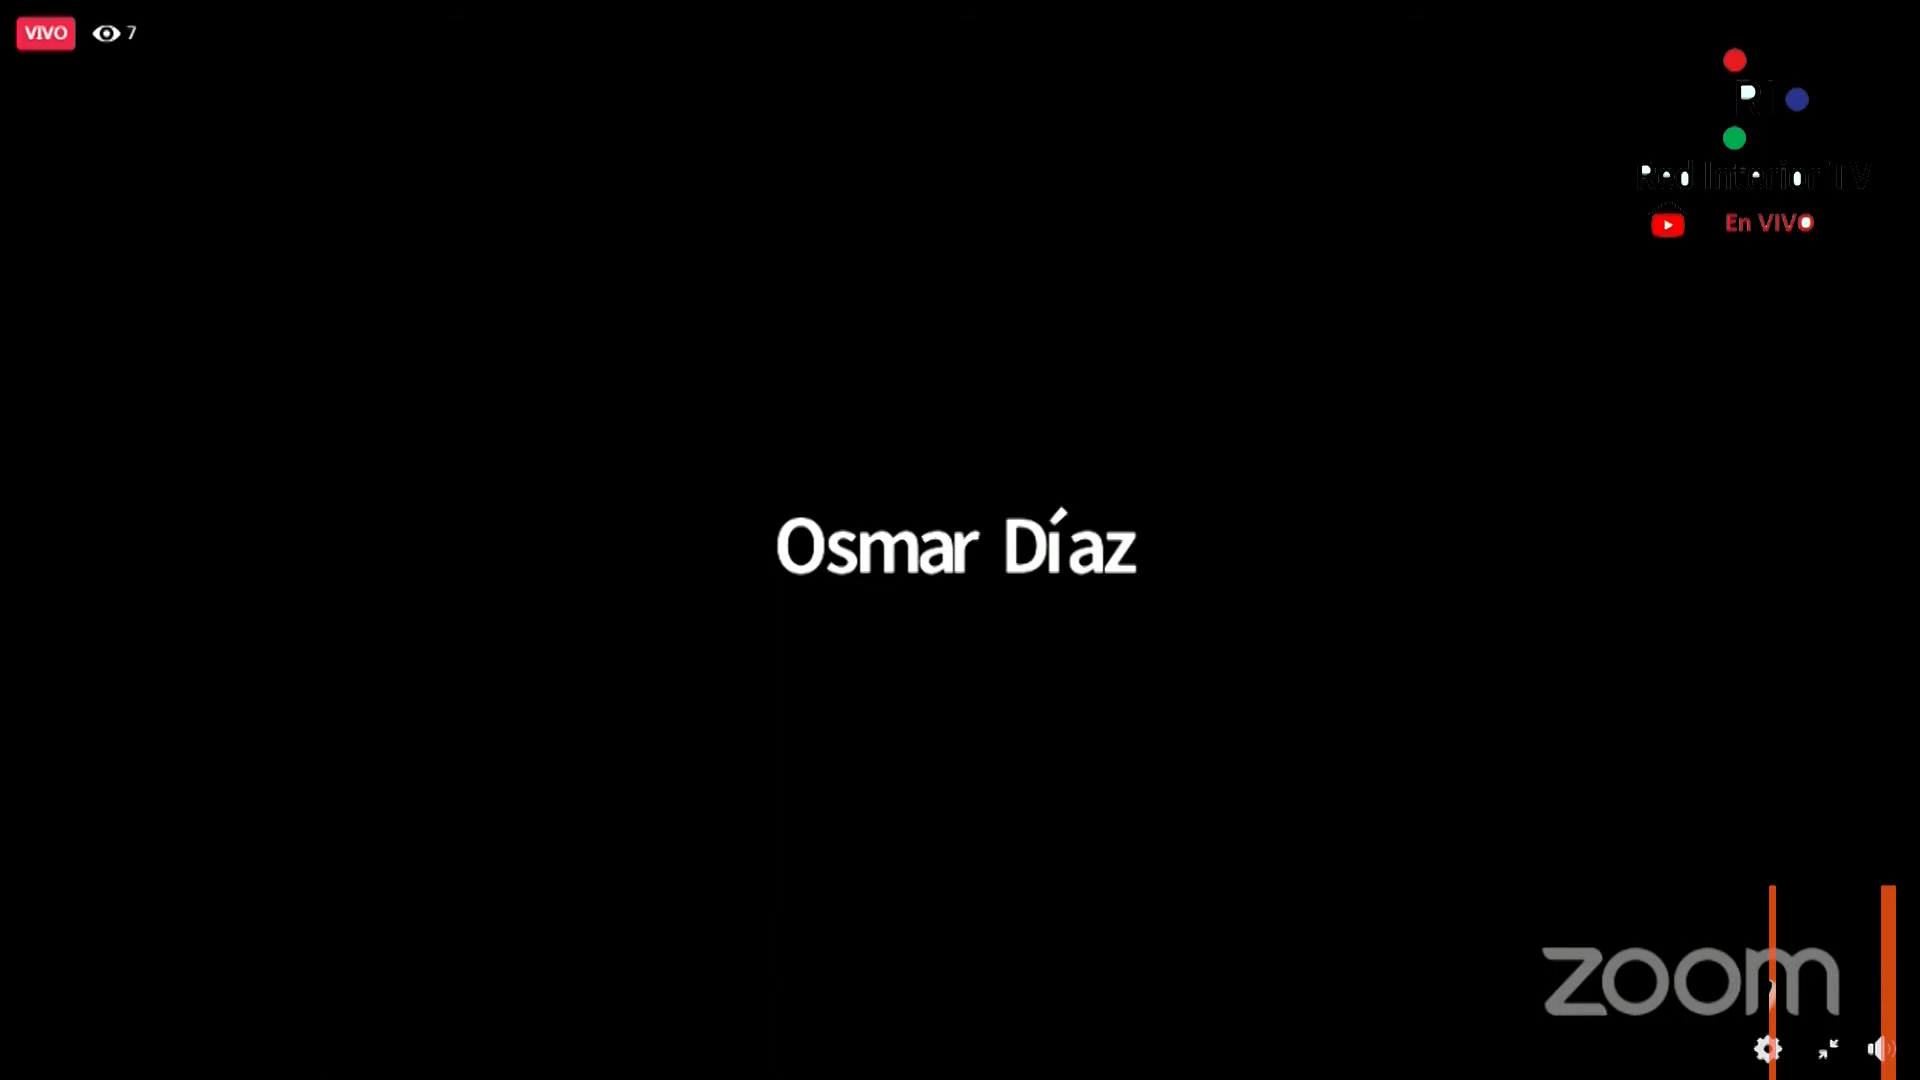 VIVO 7
RI
Red Interior TV
En VIVO
Osmar Díaz
zoom